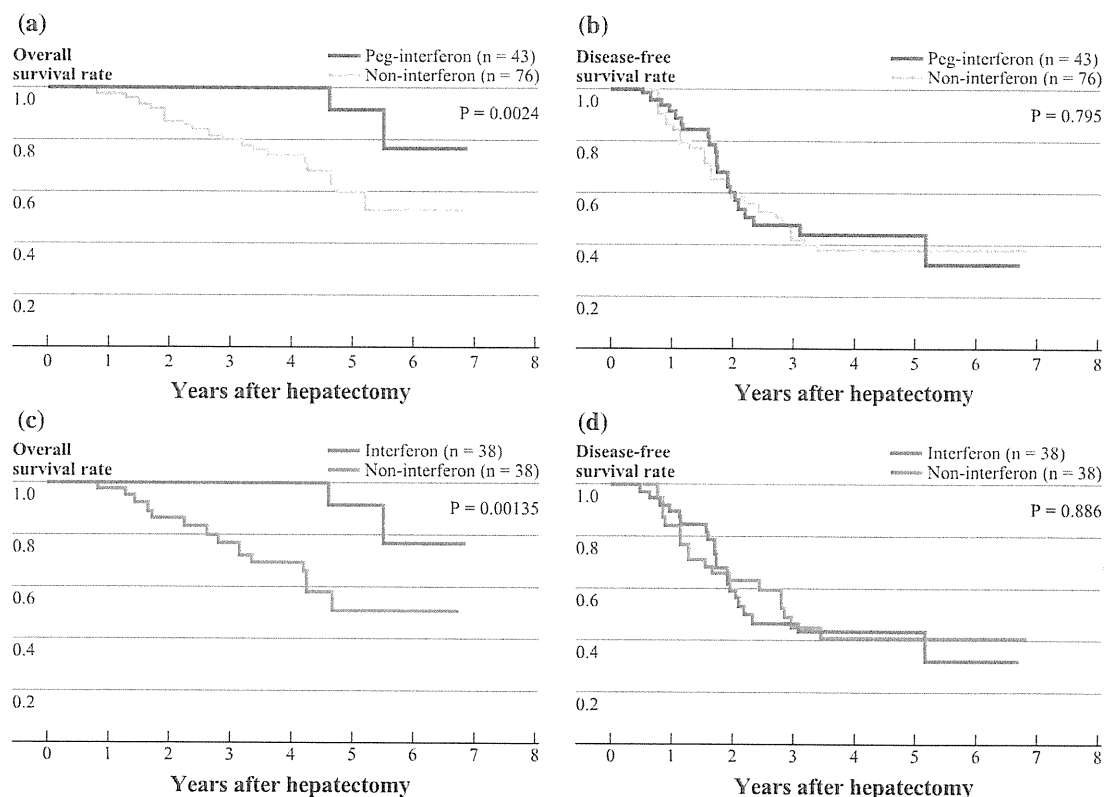 (a)
Overall
survival rate
Peg-interferon (n = 43)
Non-interferon (n = 76)
P = 0.0024
1.0
0.8
0.6
0.4
0.2
0 1 2 3 4 5 6 7 8
Years after hepatectomy
(b)
Disease-free
survival rate
Peg-interferon (n = 43)
Non-interferon (n = 76)
P = 0.795
1.0
0.8
0.6
0.4
0.2
0 1 2 3 4 5 6 7 8
Years after hepatectomy
(c)
Overall
survival rate
Interferon (n = 38)
Non-interferon (n = 38)
P = 0.00135
1.0
0.8
0.6
0.4
0.2
0 1 2 3 4 5 6 7 8
Years after hepatectomy
(d)
Disease-free
survival rate
Interferon (n = 38)
Non-interferon (n = 38)
P = 0.886
1.0
0.8
0.6
0.4
0.2
0 1 2 3 4 5 6 7 8
Years after hepatectomy